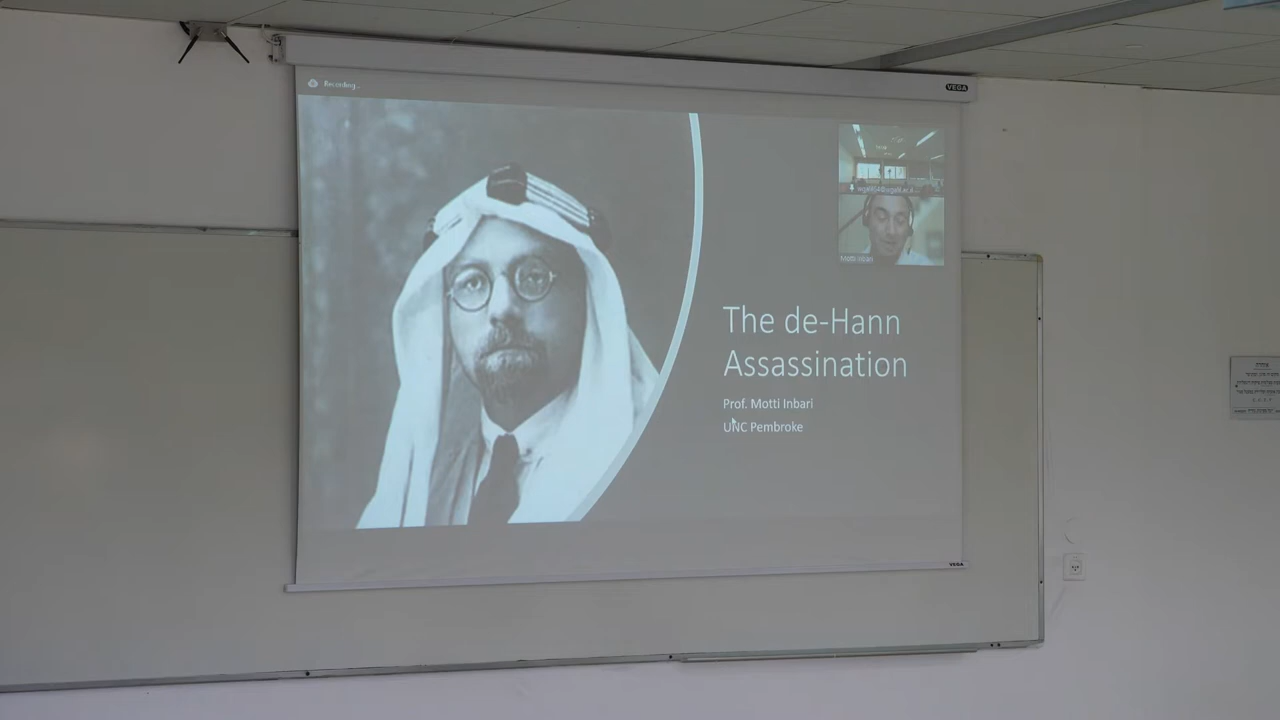 Recording...
VEGA
Motti Inbari
The de-Hann
Assassination
Prof. Motti Inbari
UNC Pembroke
VEGA